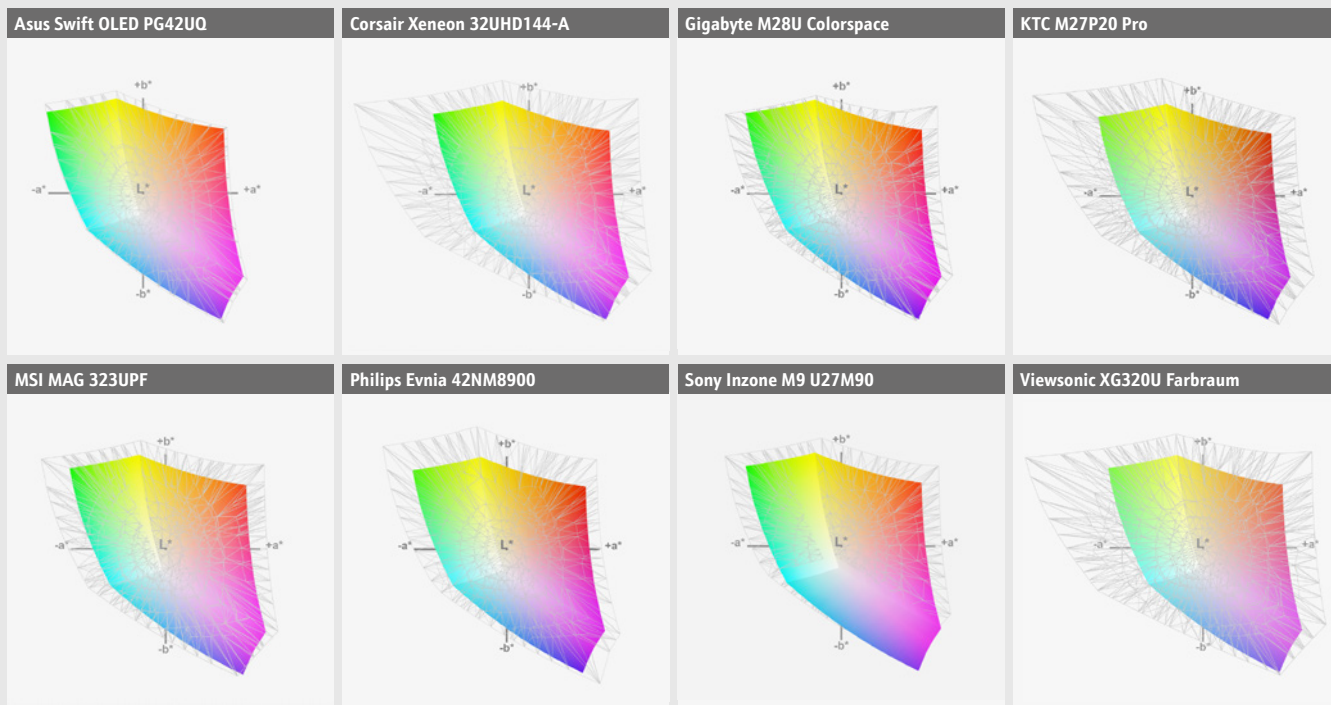 Asus Swift OLED PG42UQ
+b*
-a* L* +a*
-b*
Corsair Xeneon 32UHD144-A
+b*
-a* L* +a*
-b*
Gigabyte M28U Colorspace
+b*
-a* L* +a*
-b*
KTC M27P20 Pro
+b*
-a* L* +a*
-b*
MSI MAG 323UPF
+b*
-a* L* +a*
-b*
Philips Evnia 42NM8900
+b*
-a* L* +a*
-b*
Sony Inzone M9 U27M90
+b*
-a* L* +a*
-b*
Viewsonic XG320U Farbraum
+b*
-a* L* +a*
-b*